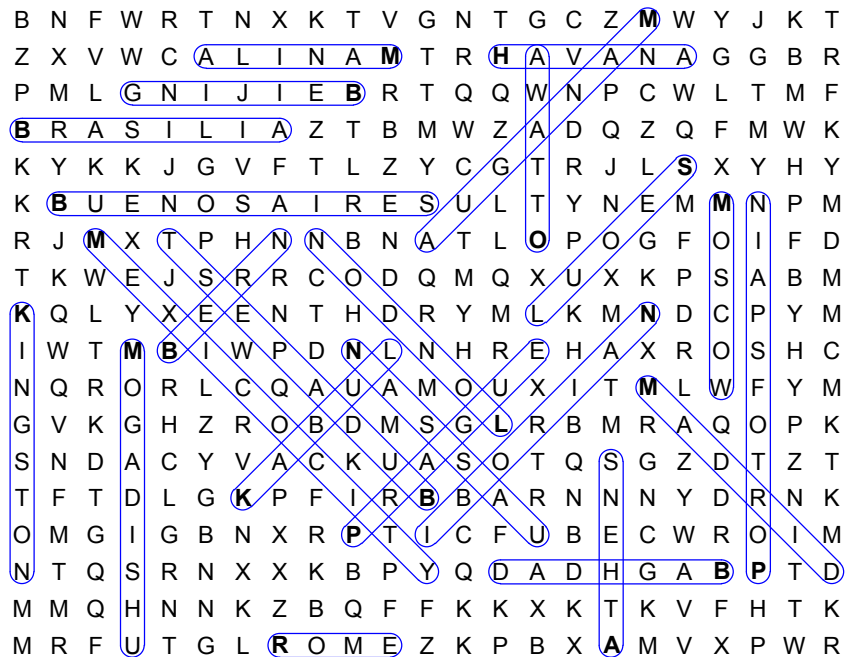 B N F W R T N X K T V G N T G C Z M W Y J K T
Z X V W C A L I N A M T R H A V A N A G G B R
P M L G N I J I E B R T Q Q W N P C W L T M F
B R A S I L I A Z T B M W Z A D Q Z Q F M W K
K Y K K J G V F T L Z Y C G T R J L S X Y H Y
K B U E N O S A I R E S U L T Y N E M M N P M
R J M X T P H N N B N A T L O P O G F O I F D
T K W E J S R R C O D Q M Q X U X K P S A B M
K Q L Y X E E N T H D R Y M L K M N D C P Y M
I W T M B I W P D N L N H R E H A X R O S H C
N Q R O R L C Q A U A M O U X I T M L W F Y M
G V K G H Z R O B D M S G L R B M R A Q O P K
S N D A C Y V A C K U A S O T Q S G Z D T Z T
T F T D L G K P F I R B B A R N N N Y D R N K
O M G I G B N X R P T I C F U B E C W R O I M
N T Q S R N X X K B P Y Q D A D H G A B P T D
M M Q H N N K Z B Q F F K K X K T K V F H T K
M R F U T G L R O M E Z K P B X A M V X P W R